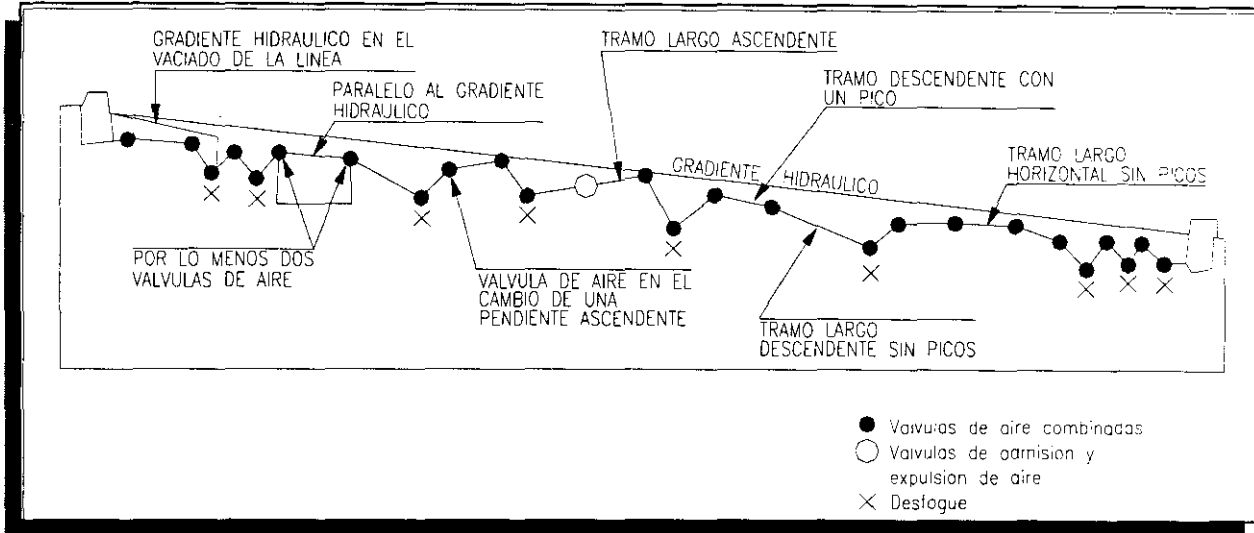 GRADIENTE HIDRAULICO EN EL
VACIADO DE LA LINEA
PARALELO AL GRADIENTE
HIDRAULICO
TRAMO LARGO ASCENDENTE
TRAMO DESCENDENTE CON
UN PICO
GRADIENTE HIDRAULICO
TRAMO LARGO
HORIZONTAL SIN PICOS
POR LO MENOS DOS
VALVULAS DE AIRE
VALVULA DE AIRE EN EL
CAMBIO DE UNA
PENDIENTE ASCENDENTE
TRAMO LARGO
DESCENDENTE SIN PICOS
Valvulas de aire combinadas
Valvulas de admision y
expulsion de aire
Desfogue